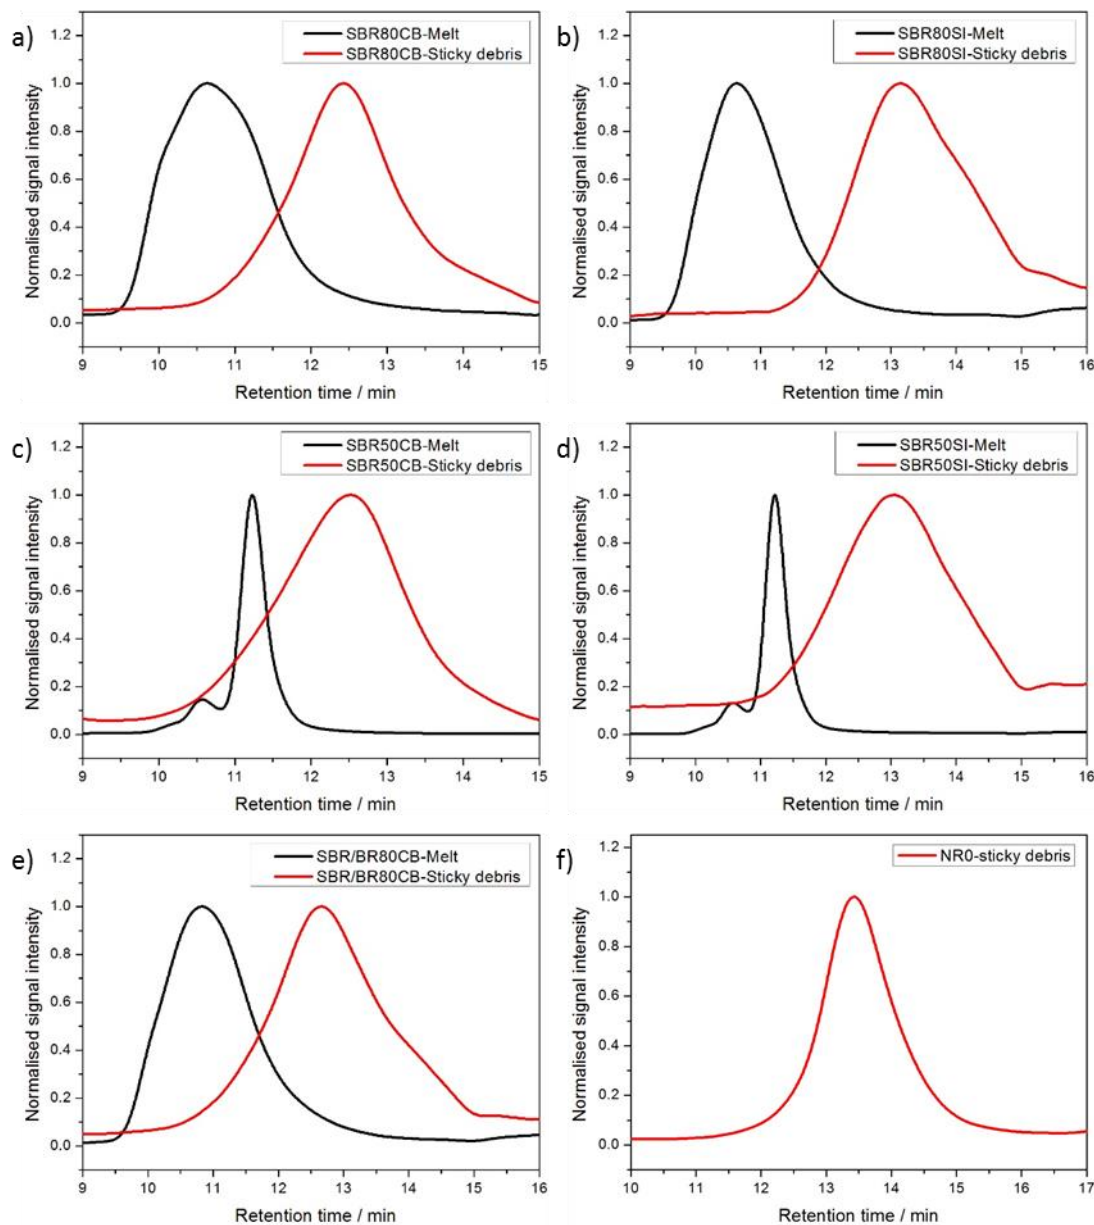 a)
SBR80CB-Melt
SBR80CB-Sticky debris
Normalised signal intensity
1.2
1.0
0.8
0.6
0.4
0.2
0.0
9 10 11 12 13 14 15
Retention time / min
b)
SBR80SI-Melt
SBR80SI-Sticky debris
Normalised signal intensity
1.2
1.0
0.8
0.6
0.4
0.2
0.0
9 10 11 12 13 14 15 16
Retention time / min
c)
SBR50CB-Melt
SBR50CB-Sticky debris
Normalised signal intensity
1.2
1.0
0.8
0.6
0.4
0.2
0.0
9 10 11 12 13 14 15
Retention time / min
d)
SBR50SI-Melt
SBR50SI-Sticky debris
Normalised signal intensity
1.2
1.0
0.8
0.6
0.4
0.2
0.0
9 10 11 12 13 14 15 16
Retention time / min
e)
SBR/BR80CB-Melt
SBR/BR80CB-Sticky debris
Normalised signal intensity
1.2
1.0
0.8
0.6
0.4
0.2
0.0
9 10 11 12 13 14 15 16
Retention time / min
f)
NR0-sticky debris
Normalised signal intensity
1.2
1.0
0.8
0.6
0.4
0.2
0.0
10 11 12 13 14 15 16 17
Retention time / min